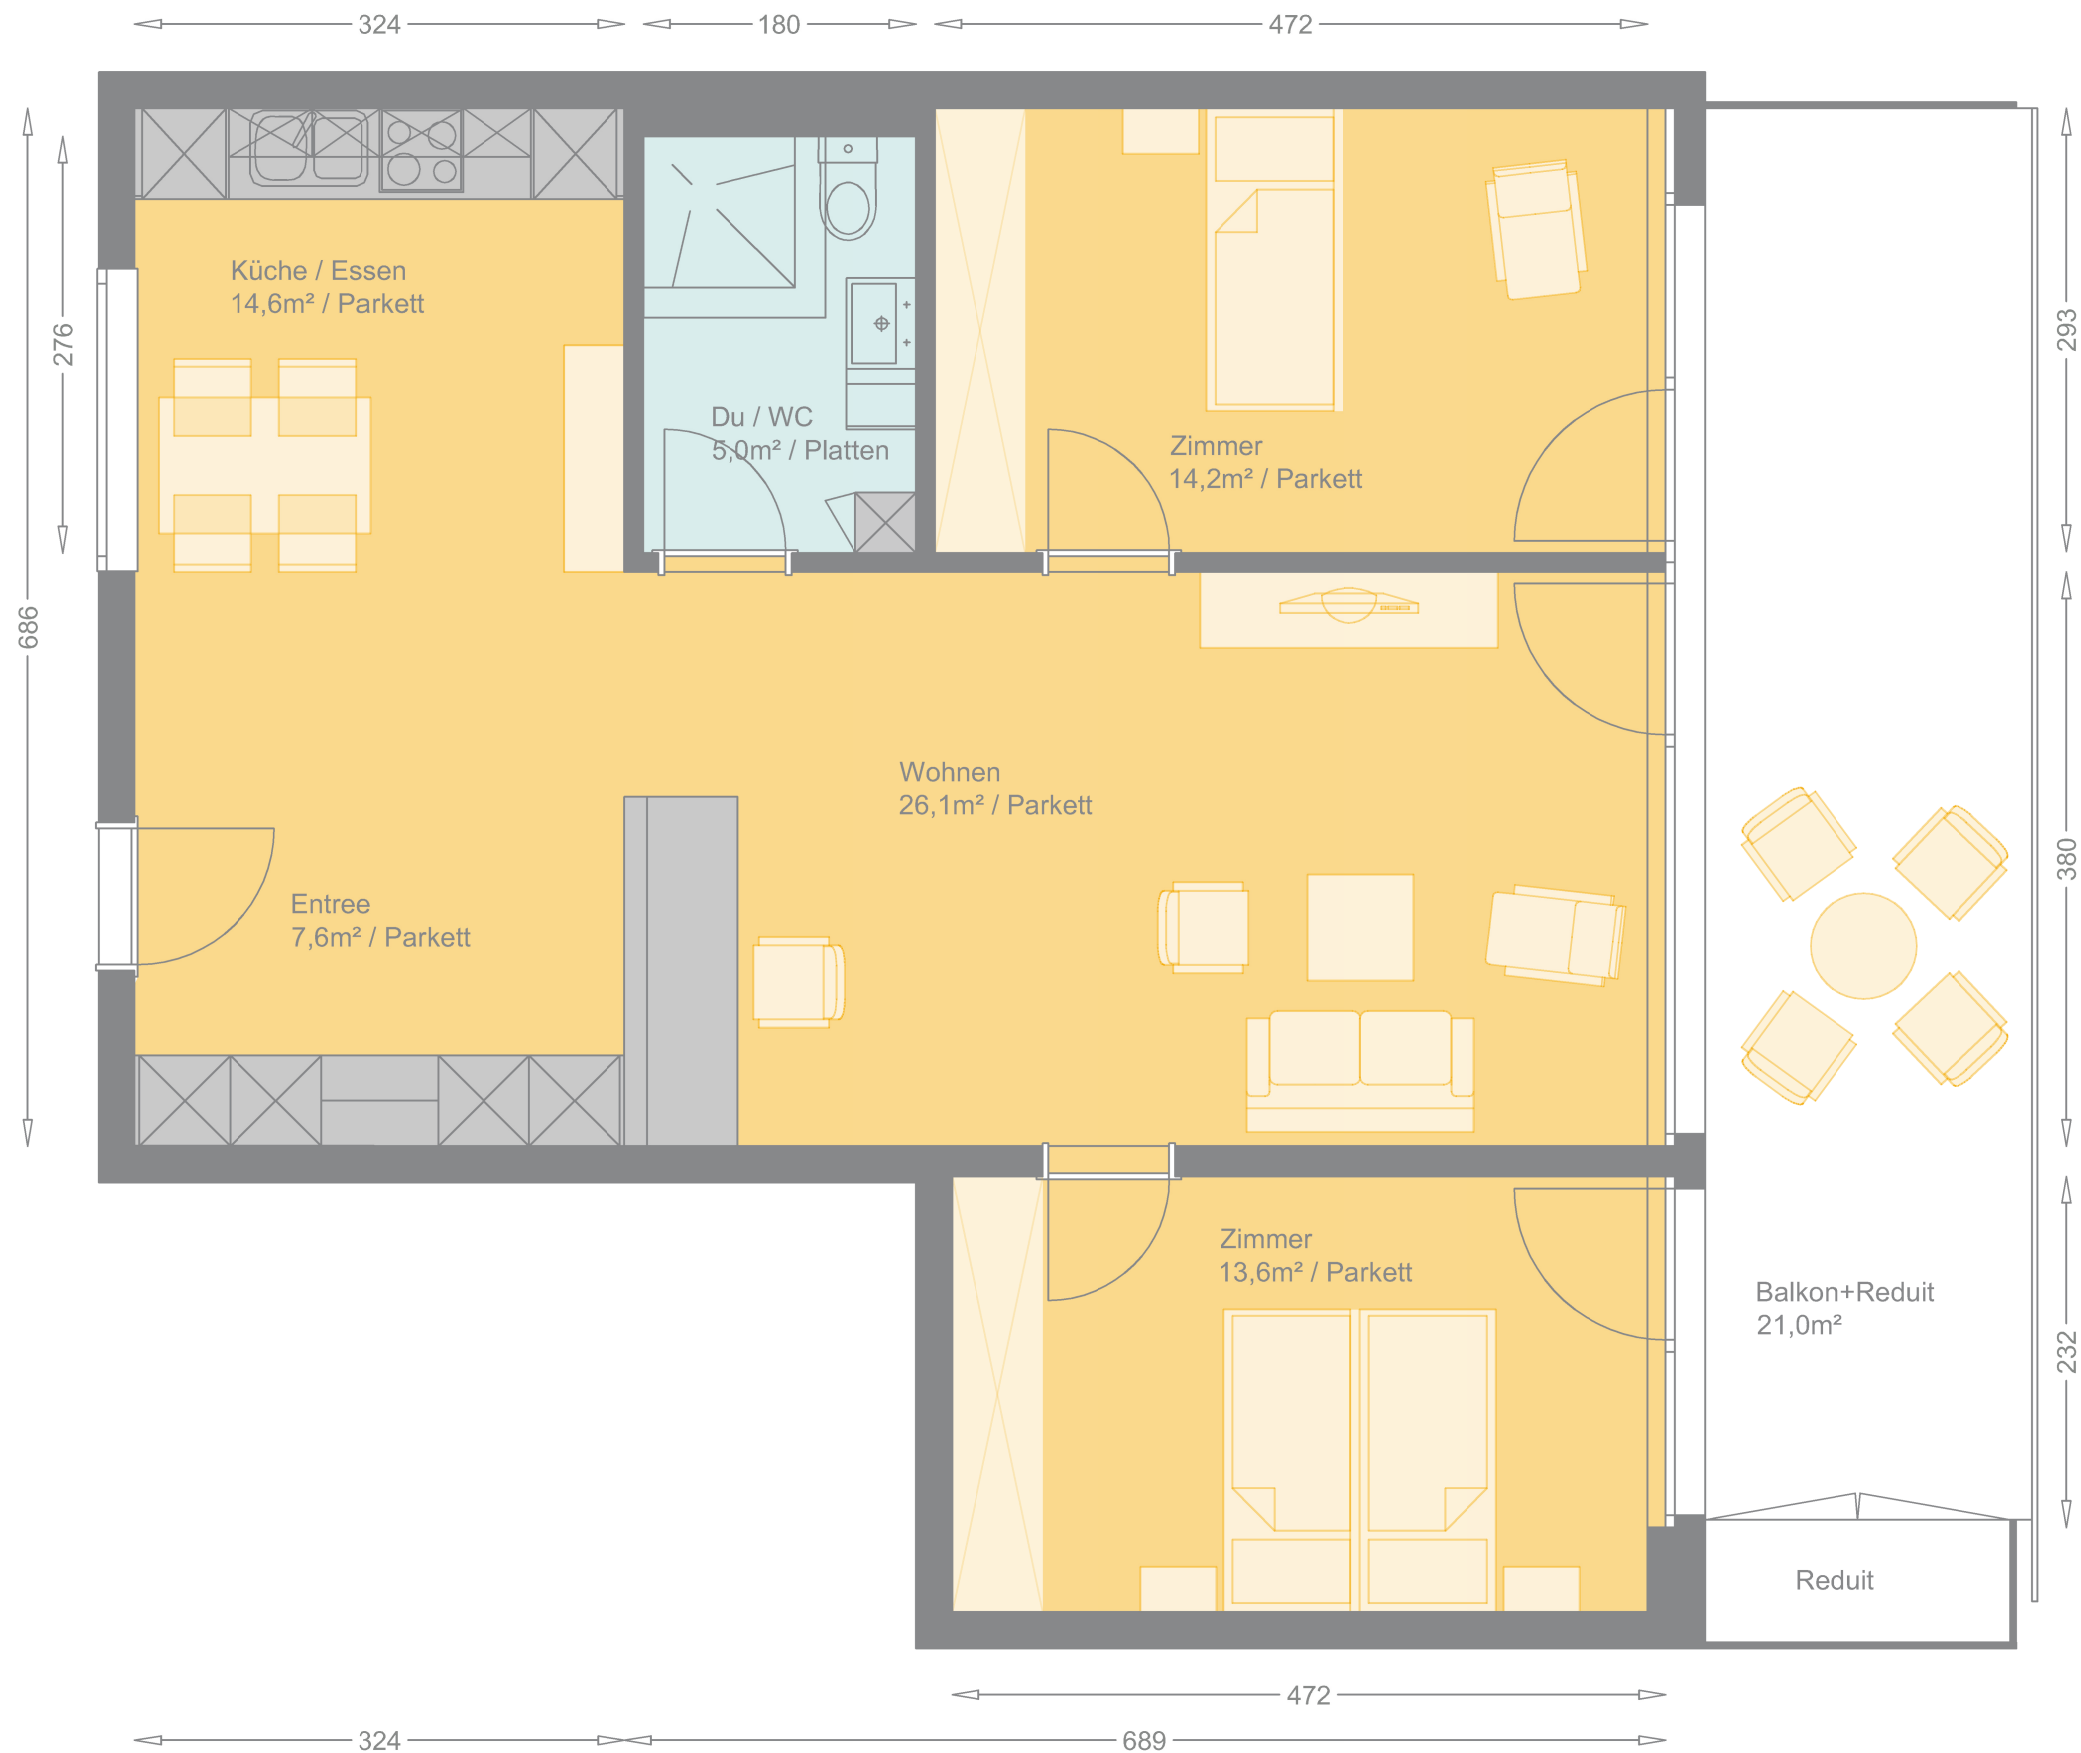 324
180
472
276
686
293
380
232
Küche / Essen
14,6m² / Parkett
Du / WC
5,0m² / Platten
Zimmer
14,2m² / Parkett
Wohnen
26,1m² / Parkett
Entree
7,6m² / Parkett
Zimmer
13,6m² / Parkett
Balkon+Reduit
21,0m²
Reduit
472
324
689